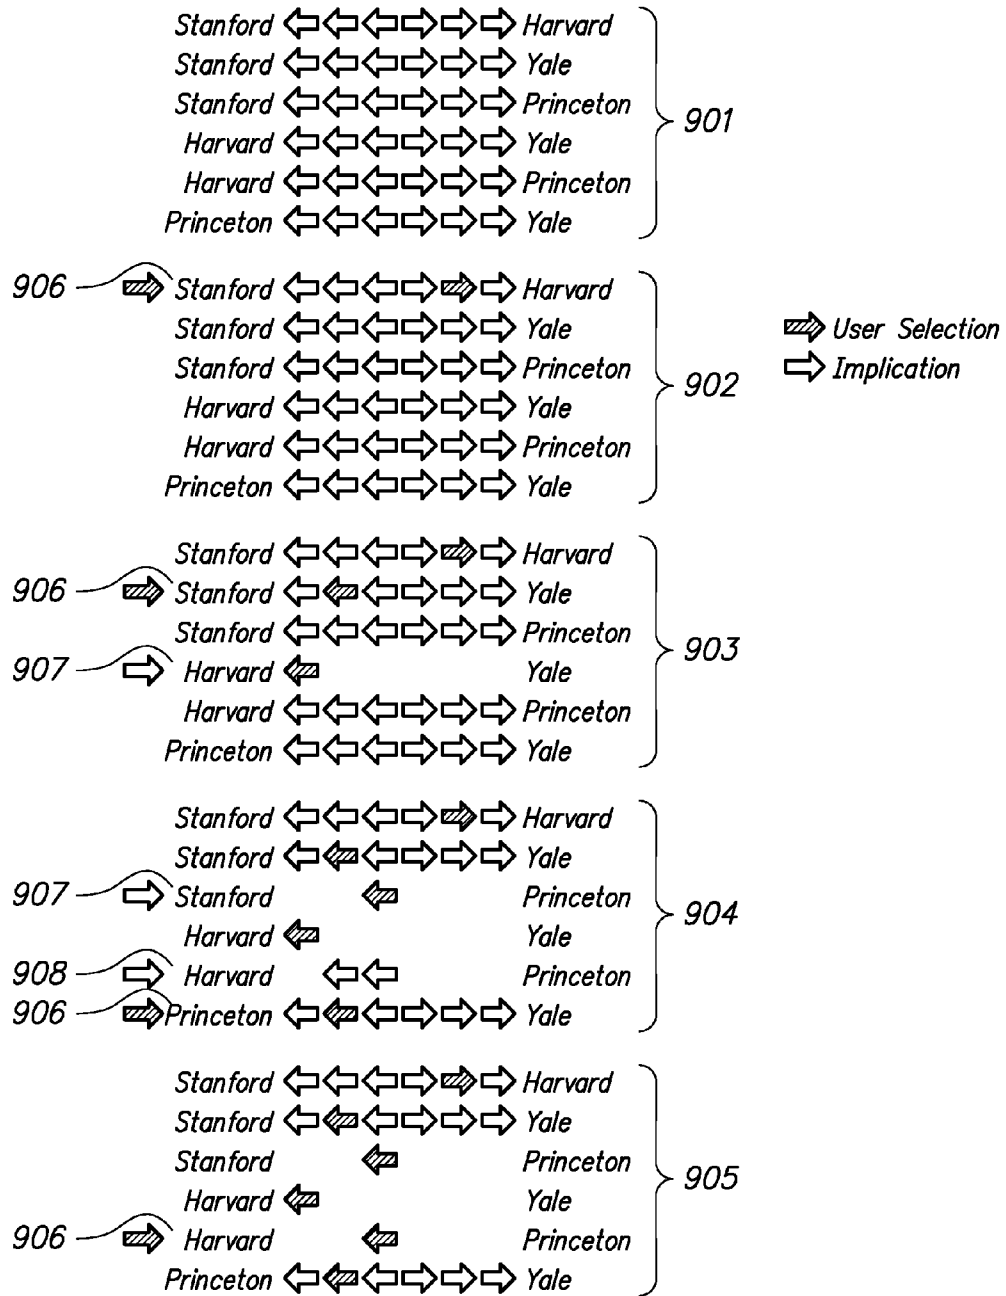 Stanford Harvard
Stanford Yale
Stanford Princeton
Harvard Yale
Harvard Princeton
Princeton Yale
901
906 Stanford Harvard
Stanford Yale
Stanford Princeton
Harvard Yale
Harvard Princeton
Princeton Yale
902
User Selection
Implication
Stanford Harvard
906 Stanford Yale
Stanford Princeton
907 Harvard Yale
Harvard Princeton
Princeton Yale
903
Stanford Harvard
Stanford Yale
907 Stanford Princeton
Harvard Yale
908 Harvard Princeton
906 Princeton Yale
904
Stanford Harvard
Stanford Yale
Stanford Princeton
Harvard Yale
906 Harvard Princeton
Princeton Yale
905